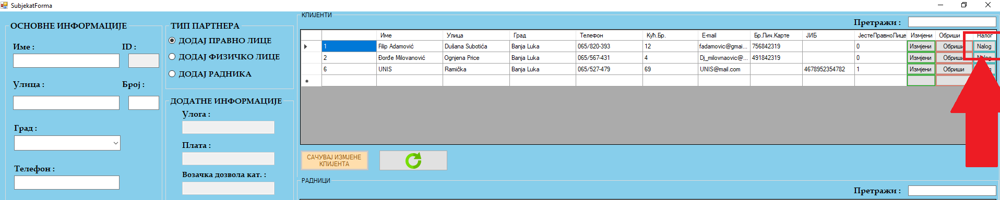 SubjekatForma
ОСНОВНЕ ИНФОРМАЦИЈЕ
Име :
ID :
Улица :
Број :
Град :
Телефон :
ТИП ПАРТНЕРА
ДОДАЈ ПРАВНО ЛИЦЕ
ДОДАЈ ФИЗИЧКО ЛИЦЕ
ДОДАЈ РАДНИКА
ДОДАТНЕ ИНФОРМАЦИЈЕ
Улога :
Плата :
Возачка дозвола кат. :
КЛИЈЕНТИ
Претражи :
Име Улица Град Телефон Кућ.Бр. E-mail Бр.Лич.Карте ЈИБ ЈестеПравноЛице Измјени Обриши Налог
1 Filip Adamović Dušana Subotića Banja Luka 065/820-393 12 fadamovic@gmai... 756842319 0 Измјени Обриши Nalog
2 Đorđe Milovanović Ognjena Price Banja Luka 065/567-431 4 Dj_milovnaovic@... 491842319 0 Измјени Обриши
6 UNIS Ramička Banja Luka 065/527-479 69 UNIS@mail.com 4678952354782 1 Измјени Обриши
САЧУВАЈ ИЗМЈЕНЕ
КЛИЈЕНТА
РАДНИЦИ
Претражи :